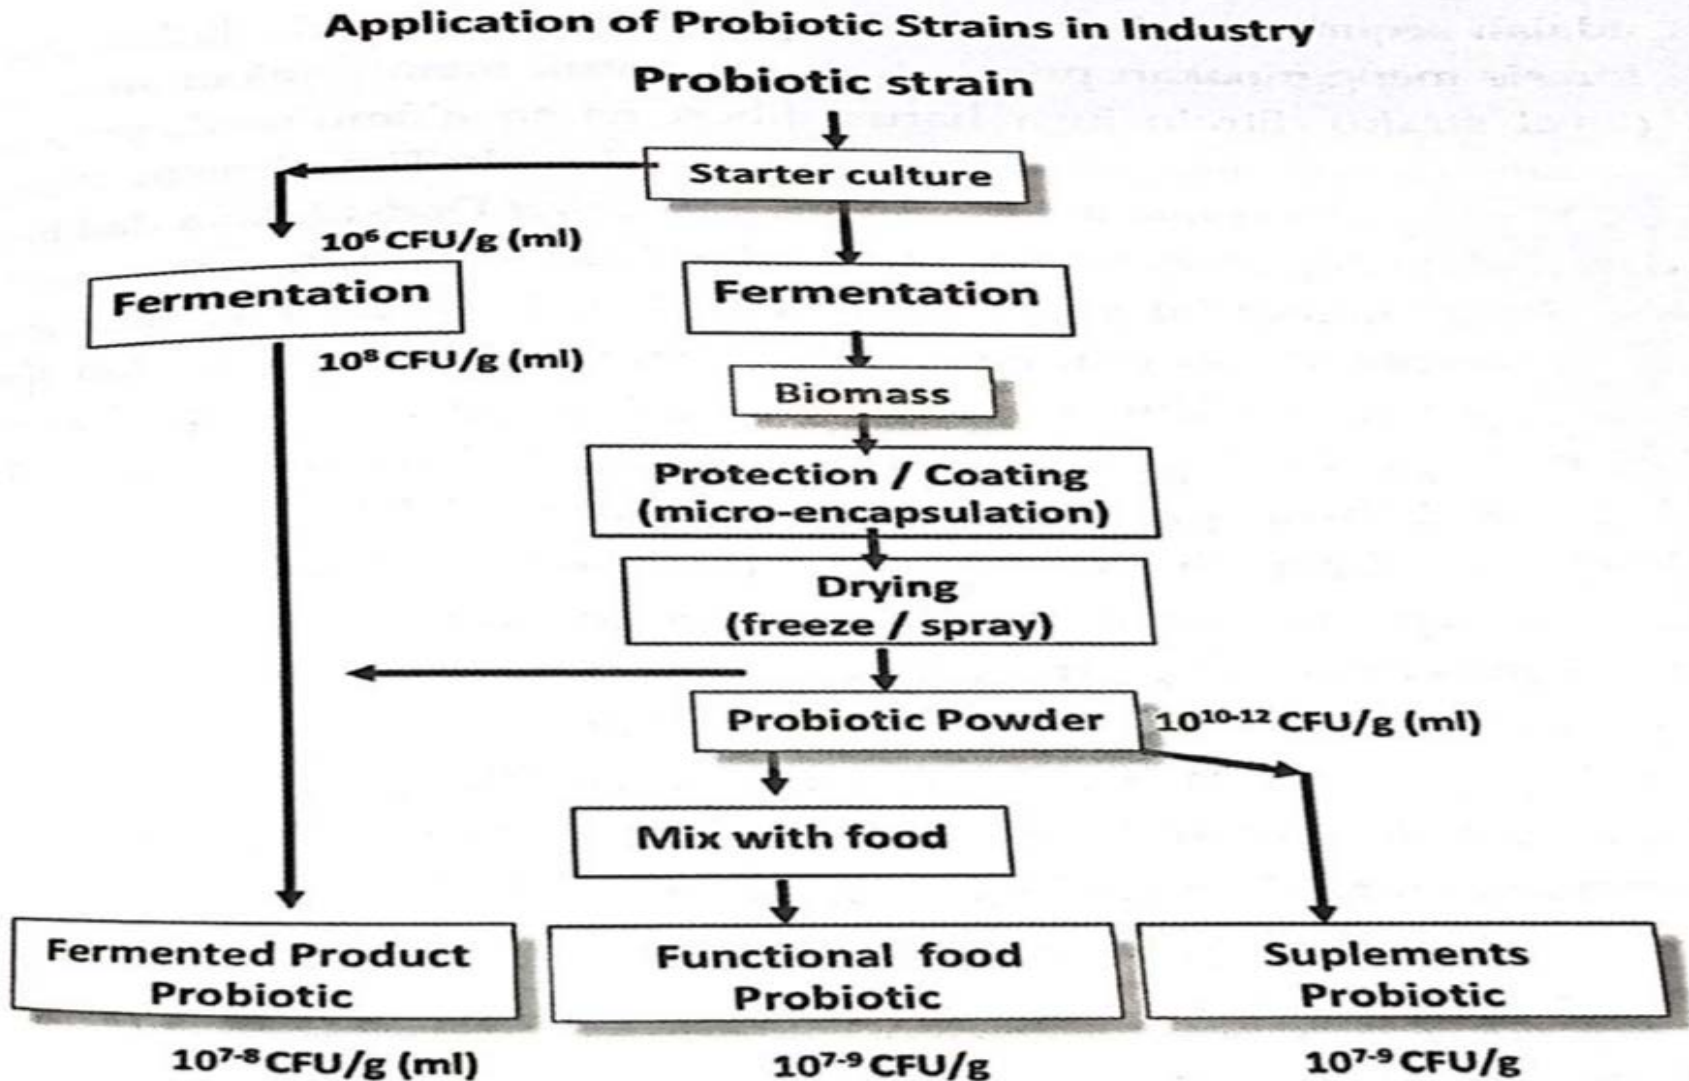 Application of Probiotic Strains in Industry
Probiotic strain
Starter culture
10⁶ CFU/g (ml)
Fermentation
Fermentation
10⁸ CFU/g (ml)
Biomass
Protection / Coating
(micro-encapsulation)
Drying
(freeze / spray)
Probiotic Powder
10¹⁰⁻¹² CFU/g (ml)
Mix with food
Fermented Product
Probiotic
Functional food
Probiotic
Suplements
Probiotic
10⁷⁻⁸ CFU/g (ml)
10⁷⁻⁹ CFU/g
10⁷⁻⁹ CFU/g